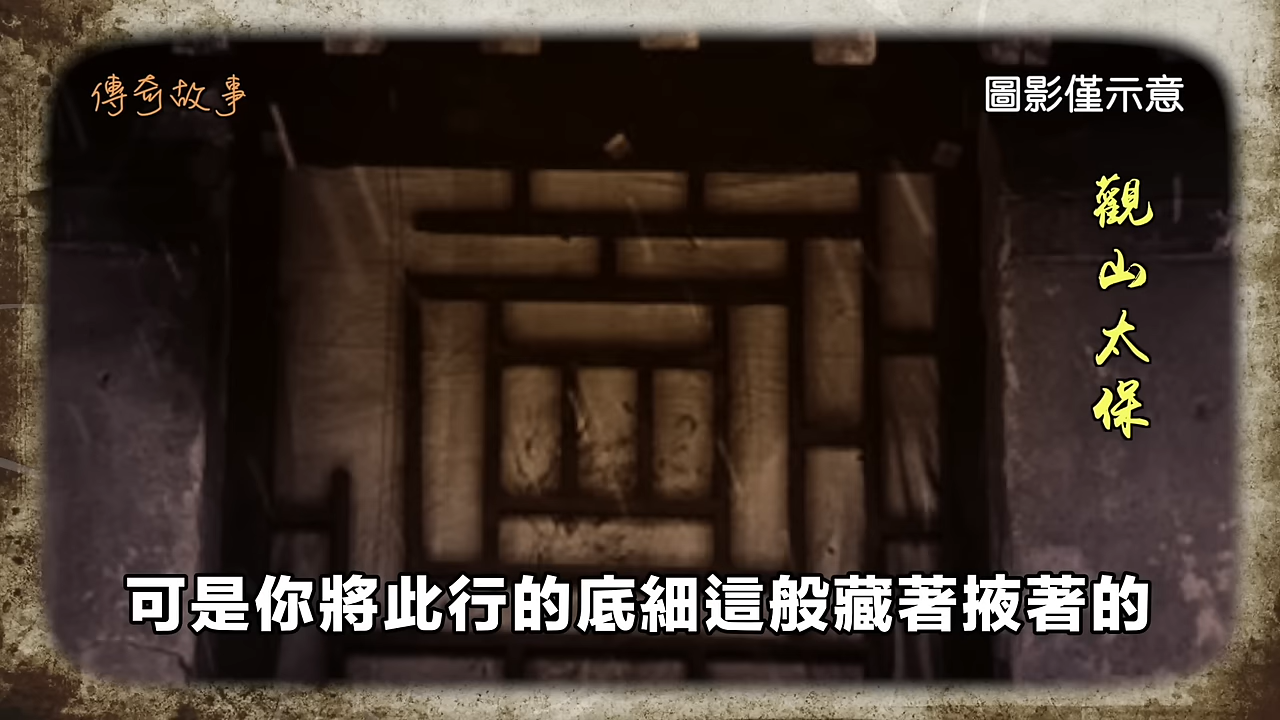 傳奇故事
圖影僅示意
觀山太保
可是你將此行的底細這般藏著掖著的